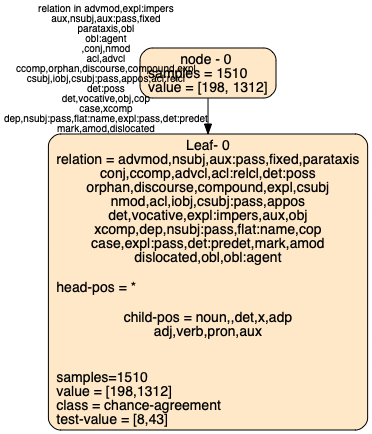 relation in advmod,expl:impers
aux,nsubj,aux:pass,fixed
parataxis,obl
obl:agent
,conj,nmod
acl,advcl
ccomp,orphan,discourse,compound,expl
csubj,iobj,csubj:pass,appos,acl:relcl
det:poss
det,vocative,obj,cop
case,xcomp
dep,nsubj:pass,flat:name,expl:pass,det:predet
mark,amod,dislocated
node - 0
samples = 1510
value = [198, 1312]
Leaf- 0
relation = advmod,nsubj,aux:pass,fixed,parataxis
conj,ccomp,advcl,acl:relcl,det:poss
orphan,discourse,compound,expl,csubj
nmod,acl,iobj,csubj:pass,appos
det,vocative,expl:impers,aux,obj
xcomp,dep,nsubj:pass,flat:name,cop
case,expl:pass,det:predet,mark,amod
dislocated,obl,obl:agent
head-pos = *
child-pos = noun,,det,x,adp
adj,verb,pron,aux
samples=1510
value = [198,1312]
class = chance-agreement
test-value = [8,43]